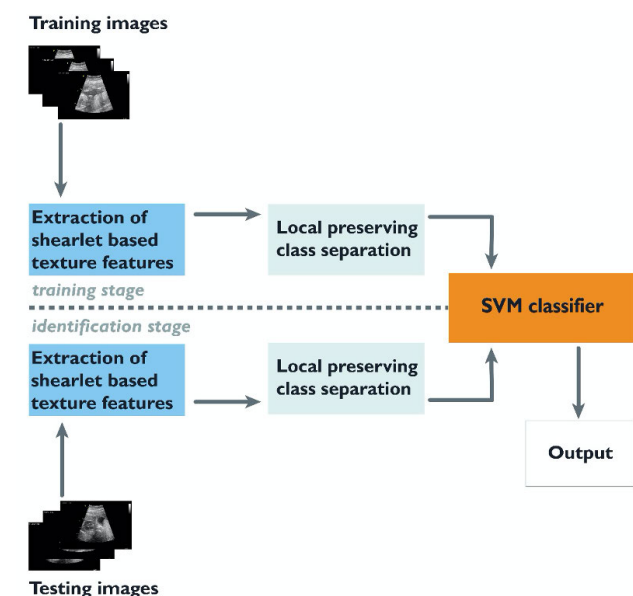 Training images
Extraction of
shearlet based
texture features
Local preserving
class separation
training stage
SVM classifier
identification stage
Extraction of
shearlet based
texture features
Local preserving
class separation
Output
Testing images